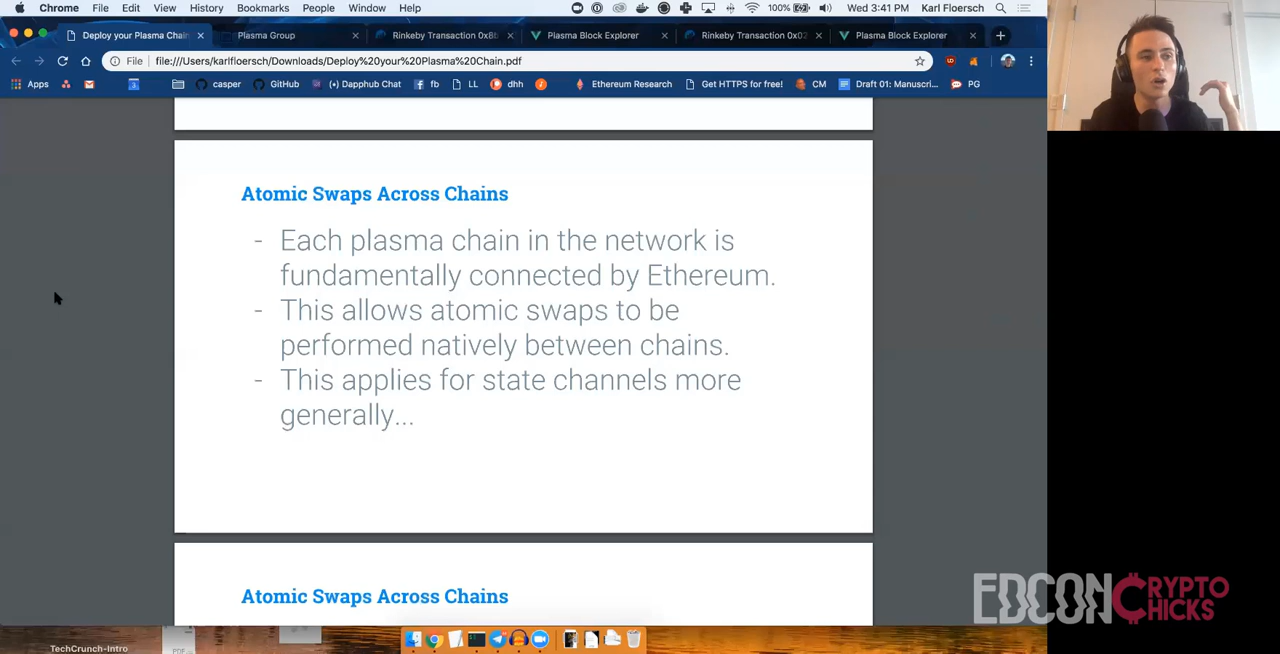 Chrome File Edit View History Bookmarks People Window Help 100% Wed 3:41 PM Karl Floersch
Deploy your Plasma Chain Plasma Group Rinkeby Transaction 0x8b Plasma Block Explorer Rinkeby Transaction 0x02 Plasma Block Explorer
File file:///Users/karlfloersch/Downloads/Deploy%20your%20Plasma%20Chain.pdf
Apps casper GitHub (•) Dapphub Chat fb LL dhh Ethereum Research Get HTTPS for free! CM Draft 01: Manuscri... PG
Atomic Swaps Across Chains
- Each plasma chain in the network is
fundamentally connected by Ethereum.
- This allows atomic swaps to be
performed natively between chains.
- This applies for state channels more
generally...
Atomic Swaps Across Chains
EDCON CRYPTO
CHICKS
TechCrunch-Intro